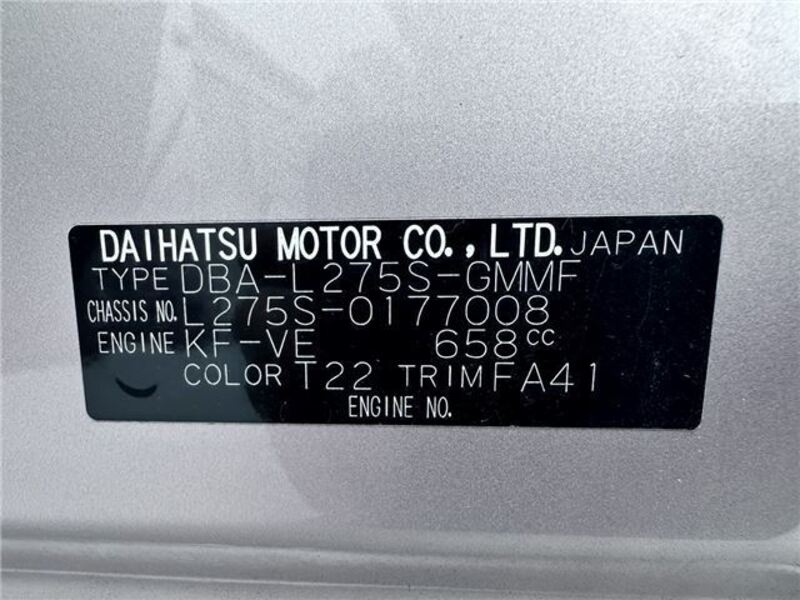 DAIHATSU MOTOR CO., LTD. JAPAN
TYPE DBA-L275S-GMMF
CHASSIS NO. L275S-0177008
ENGINE KF-VE 658cc
COLOR T22 TRIM FA41
ENGINE NO.